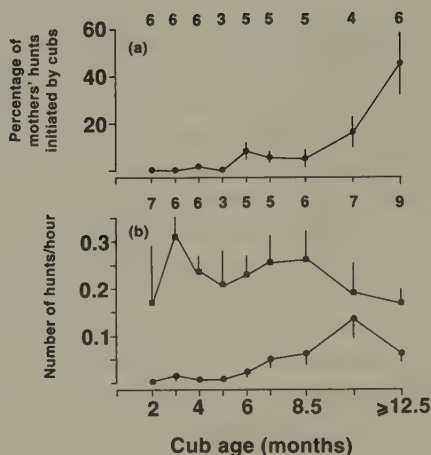 6 6 6 3 5 5 5 4 6
(a)
Percentage of
mothers' hunts
initiated by cubs
60
40
20
7 6 6 3 5 5 5 7 9
(b)
Number of hunts/hour
0.3
0.2
0.1
2 4 6 8.5 ⩾12.5
Cub age (months)